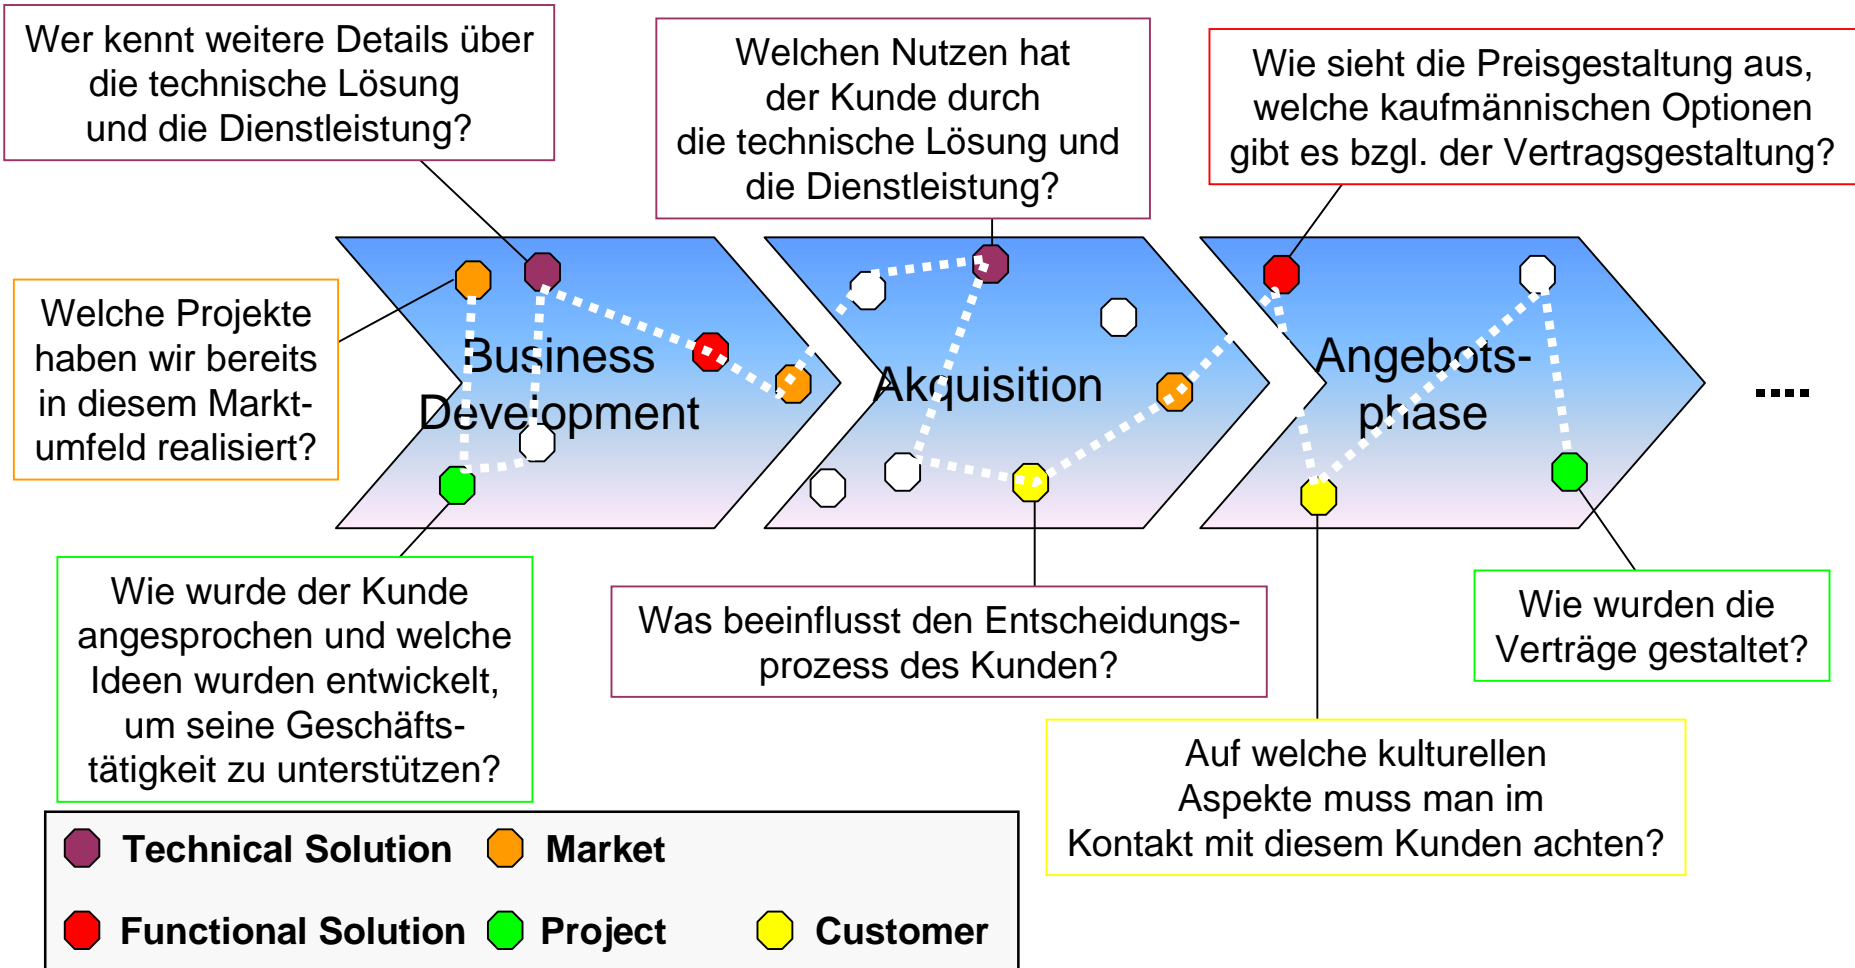 Wer kennt weitere Details über
die technische Lösung
und die Dienstleistung?
Welchen Nutzen hat
der Kunde durch
die technische Lösung und
die Dienstleistung?
Wie sieht die Preisgestaltung aus,
welche kaufmännischen Optionen
gibt es bzgl. der Vertragsgestaltung?
Welche Projekte
haben wir bereits
in diesem Markt-
umfeld realisiert?
Business
Development
Akquisition
Angebots-
phase
....
Wie wurde der Kunde
angesprochen und welche
Ideen wurden entwickelt,
um seine Geschäfts-
tätigkeit zu unterstützen?
Was beeinflusst den Entscheidungs-
prozess des Kunden?
Wie wurden die
Verträge gestaltet?
Auf welche kulturellen
Aspekte muss man im
Kontakt mit diesem Kunden achten?
Technical Solution
Market
Functional Solution
Project
Customer